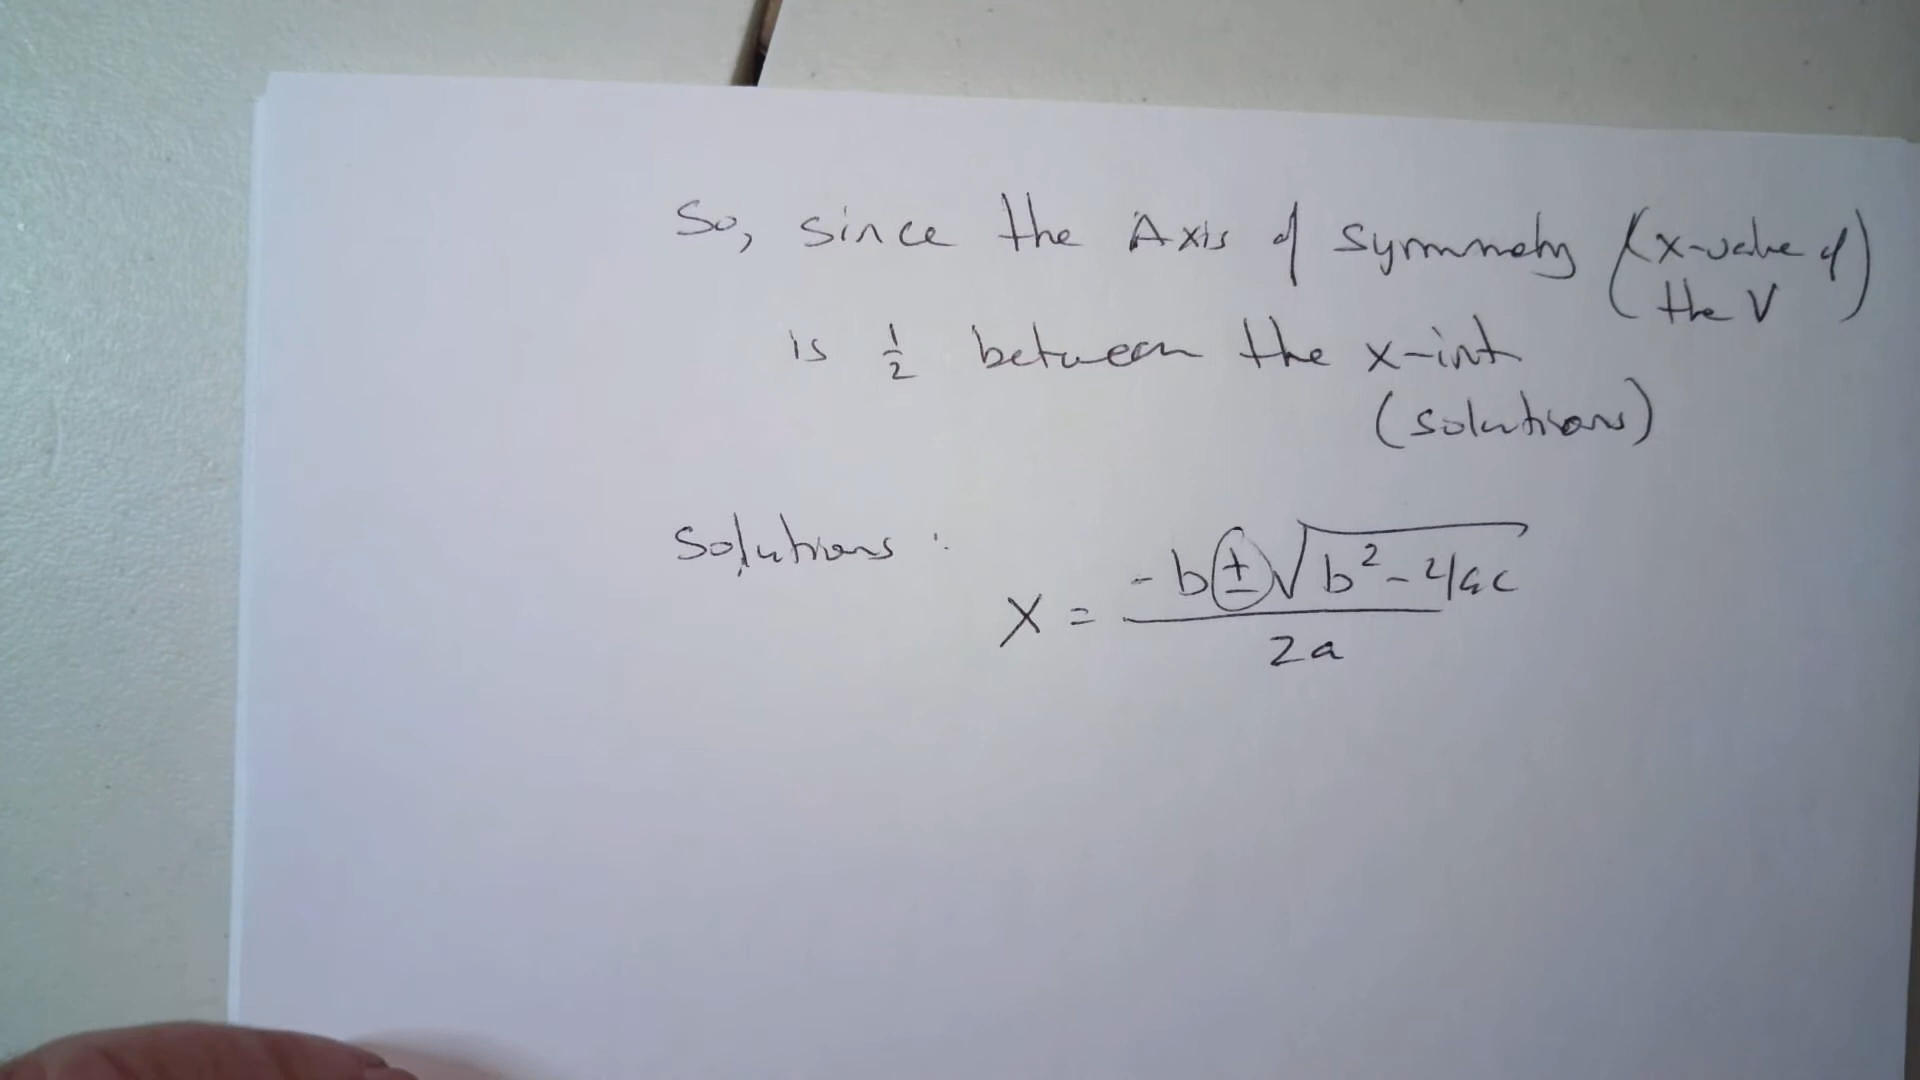 So, since the Axis of symmetry (x-value of
the V)
is 1/2 between the x-int
(solutions)
Solutions:
x = -b ± √b² - 4ac
2a